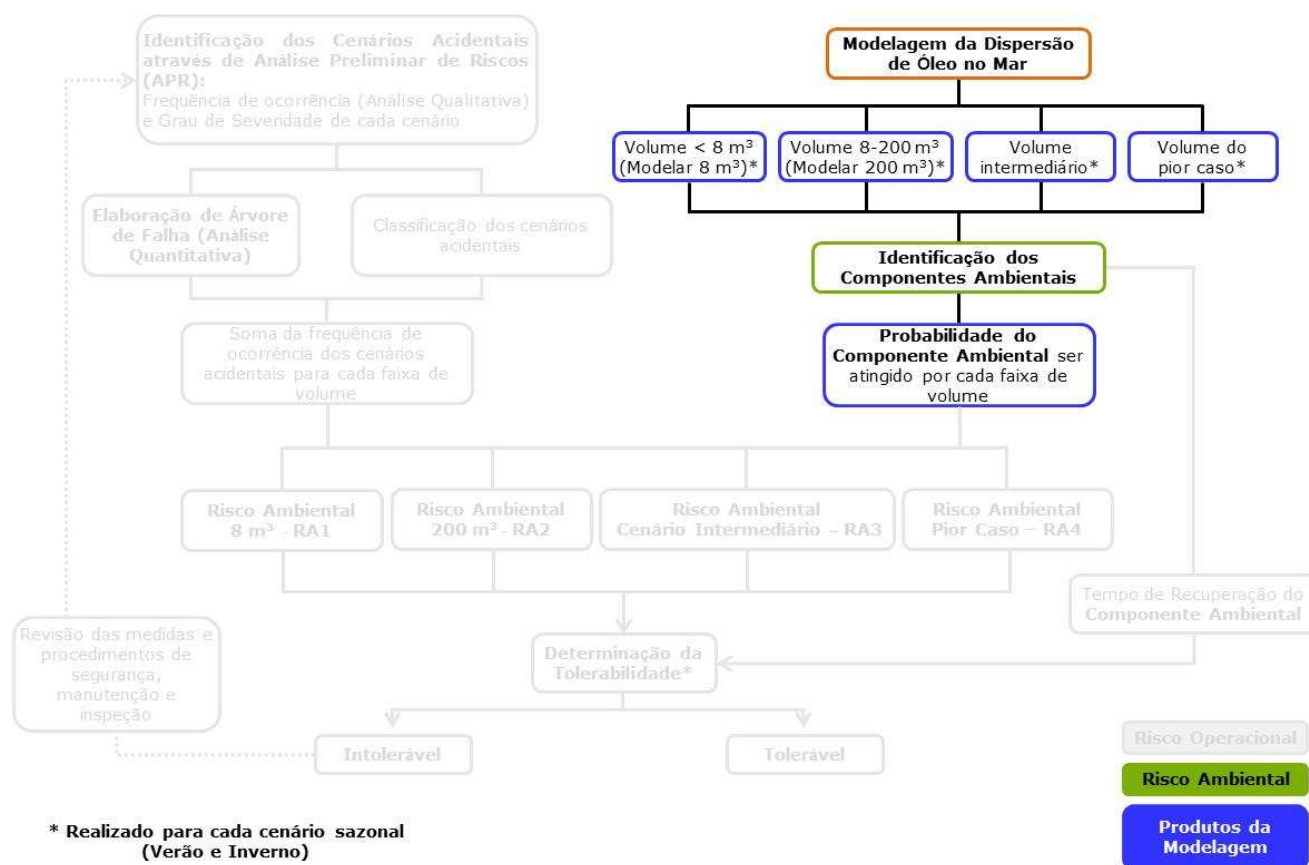 Identificação dos Cenários Acidentais
através de Análise Preliminar de Riscos
(APR):
Frequência de ocorrência (Análise Qualitativa)
e Grau de Severidade de cada cenário
Elaboração de Árvore
de Falha (Análise
Quantitativa)
Classificação dos cenários
acidentais
Soma da frequência de
ocorrência dos cenários
acidentais para cada faixa de
volume
Modelagem da Dispersão
de Óleo no Mar
Volume < 8 m³
(Modelar 8 m³)*
Volume 8-200 m³
(Modelar 200 m³)*
Volume
intermediário*
Volume do
pior caso*
Identificação dos
Componentes Ambientais
Probabilidade do
Componente Ambiental ser
atingido por cada faixa de
volume
Risco Ambiental
8 m³ - RA1
Risco Ambiental
200 m³ - RA2
Risco Ambiental
Cenário Intermediário – RA3
Risco Ambiental
Pior Caso – RA4
Tempo de Recuperação do
Componente Ambiental
Revisão das medidas e
procedimentos de
segurança,
manutenção e
inspeção
Determinação da
Tolerabilidade*
Intolerável
Tolerável
Risco Operacional
Risco Ambiental
Produtos da
Modelagem
* Realizado para cada cenário sazonal
(Verão e Inverno)